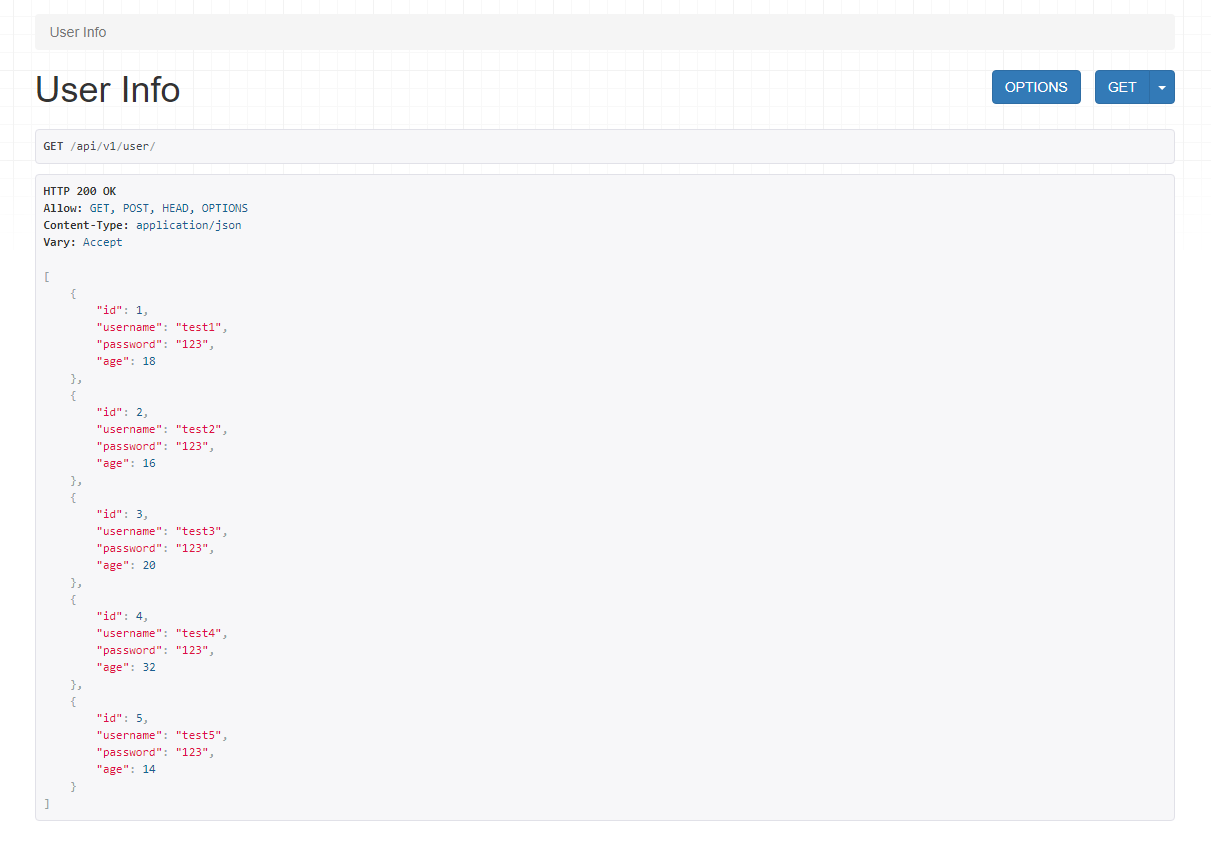 User Info
User Info
OPTIONS GET
GET /api/v1/user/
HTTP 200 OK
Allow: GET, POST, HEAD, OPTIONS
Content-Type: application/json
Vary: Accept
[
    {
        "id": 1,
        "username": "test1",
        "password": "123",
        "age": 18
    },
    {
        "id": 2,
        "username": "test2",
        "password": "123",
        "age": 16
    },
    {
        "id": 3,
        "username": "test3",
        "password": "123",
        "age": 20
    },
    {
        "id": 4,
        "username": "test4",
        "password": "123",
        "age": 32
    },
    {
        "id": 5,
        "username": "test5",
        "password": "123",
        "age": 14
    }
]